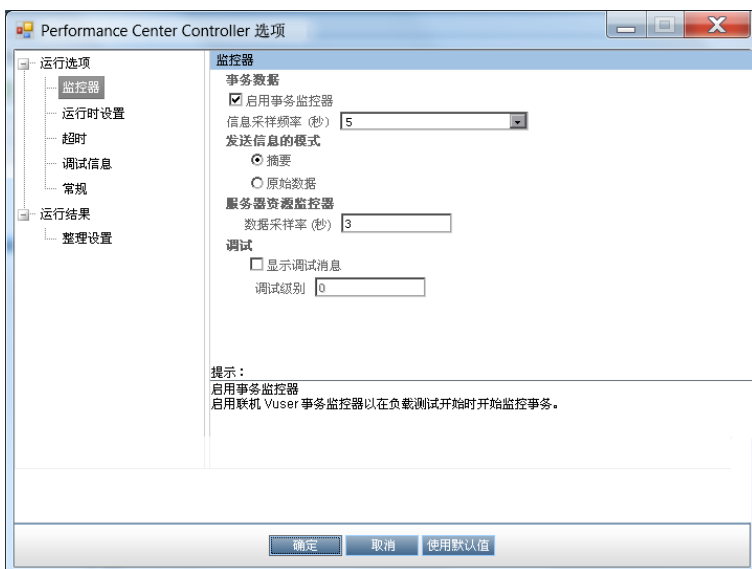 Performance Center Controller 选项
运行选项
监控器
运行时设置
超时
调试信息
常规
运行结果
整理设置
监控器
事务数据
启用事务监控器
信息采样频率 (秒) 5
发送信息的模式
摘要
原始数据
服务器资源监控器
数据采样率 (秒) 3
调试
显示调试消息
调试级别 0
提示：
启用事务监控器
启用联机 Vuser 事务监控器以在负载测试开始时开始监控事务。
确定 取消 使用默认值